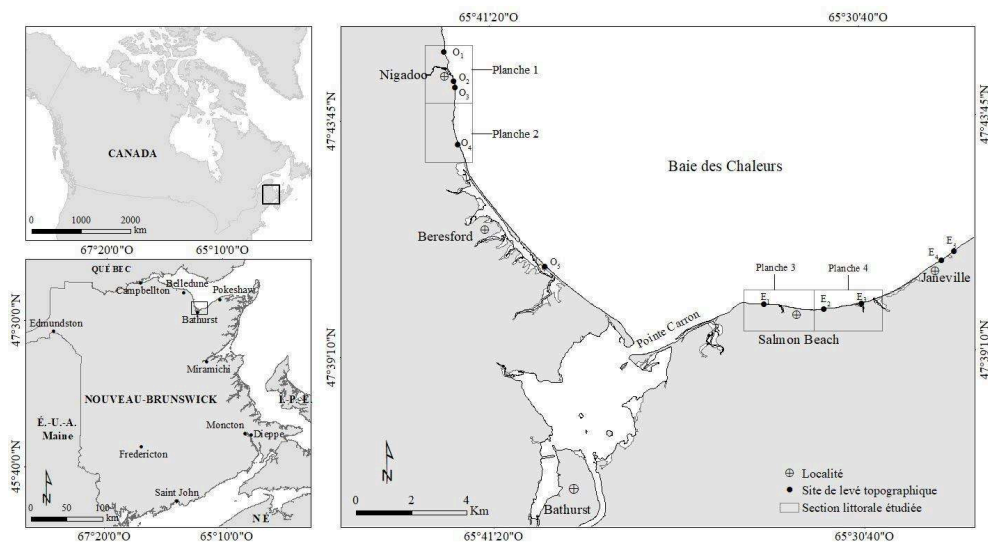 CANADA
0 1000 2000
km
67°20'0"O 65°10'0"O
QUÉBEC
Campbellton
Belledune
Pokeshaw
Bathurst
Edmundston
Miramichi
NOUVEAU-BRUNSWICK
Î.-P.-É.
É.-U.-A.
Maine
Moncton
Dieppe
Fredericton
Saint John
N
0 50 100
km
NÉ
47°30'0"N
45°40'0"N
67°20'0"O 65°10'0"O
65°41'20"O 65°30'40"O
47°43'45"N
47°39'10"N
47°43'45"N
47°39'10"N
O1
Nigadoo
O2
O3
Planche 1
Planche 2
O4
Baie des Chaleurs
Beresford
O5
Pointe Carron
Planche 3
Planche 4
E1
E2
E3
E4
Janeville
Salmon Beach
Bathurst
N
0 2 4
Km
Localité
Site de levé topographique
Section littorale étudiée
65°41'20"O 65°30'40"O